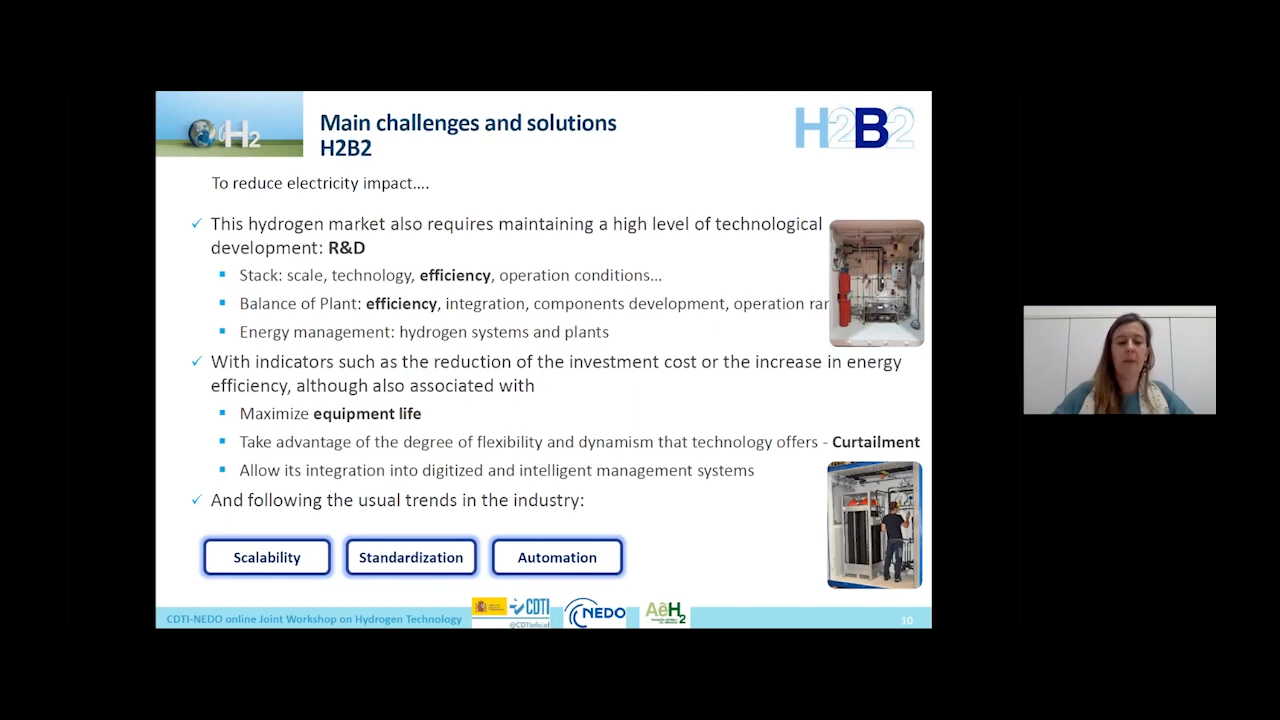 H2
Main challenges and solutions
H2B2
H2B2
To reduce electricity impact....
✓ This hydrogen market also requires maintaining a high level of technological
development: R&D
▪ Stack: scale, technology, efficiency, operation conditions...
▪ Balance of Plant: efficiency, integration, components development, operation ran
▪ Energy management: hydrogen systems and plants
✓ With indicators such as the reduction of the investment cost or the increase in energy
efficiency, although also associated with
▪ Maximize equipment life
▪ Take advantage of the degree of flexibility and dynamism that technology offers - Curtailment
▪ Allow its integration into digitized and intelligent management systems
✓ And following the usual trends in the industry:
Scalability
Standardization
Automation
CDTI-NEDO online Joint Workshop on Hydrogen Technology
CDTI
@CDTIoficial
NEDO
AeH2
10